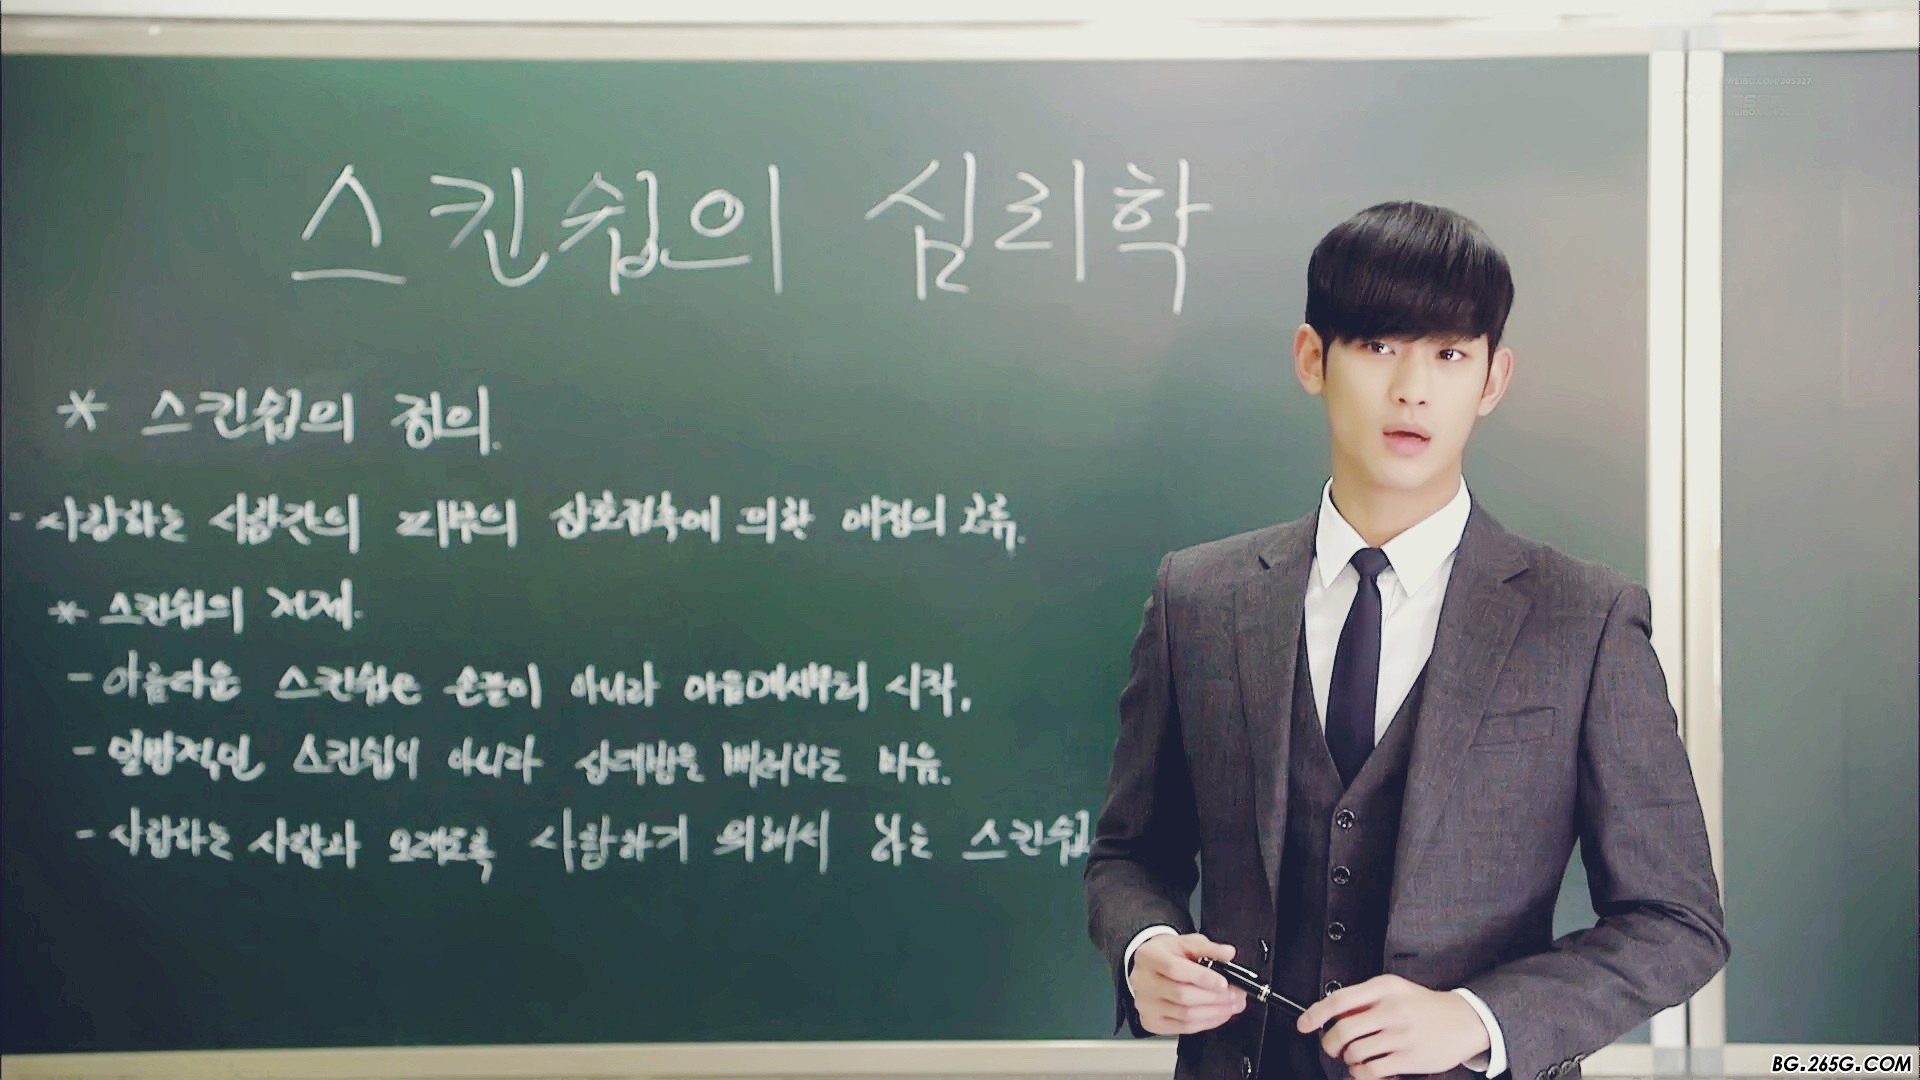 스킨쉽의 심리학
* 스킨쉽의 정의.
- 사랑하는 사람간의 피부의 상호접촉에 의한 애정의 교류.
* 스킨쉽의 자제.
- 아름다운 스킨쉽은 손끝이 아니라 마음에서부터 시작.
- 일방적인 스킨쉽이 아니라 상대방을 배려하는 마음.
- 사랑하는 사람과 오래도록 사랑하기 위해서 하는 스킨쉽
BG.265G.COM